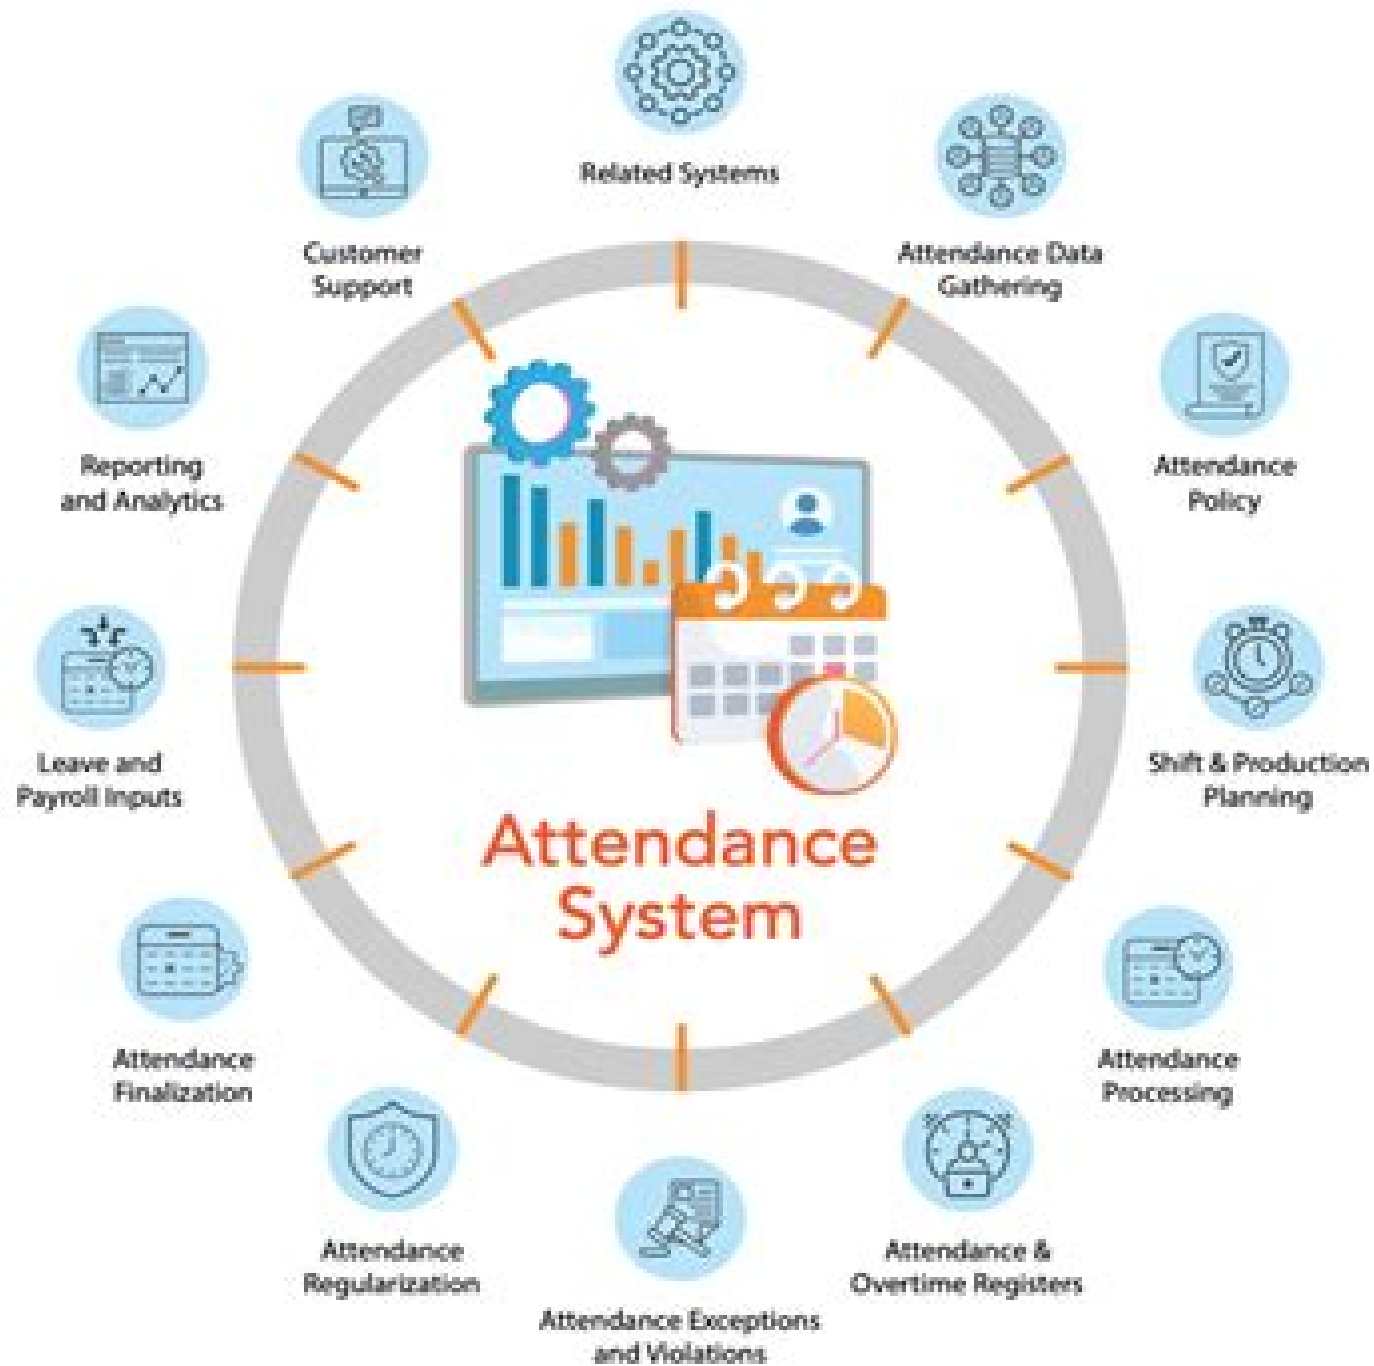 Related Systems
Attendance Data
Gathering
Attendance
Policy
Shift & Production
Planning
Attendance
Processing
Attendance &
Overtime Registers
Attendance Exceptions
and Violations
Attendance
Regularization
Attendance
Finalization
Leave and
Payroll Inputs
Reporting
and Analytics
Customer
Support
Attendance
System